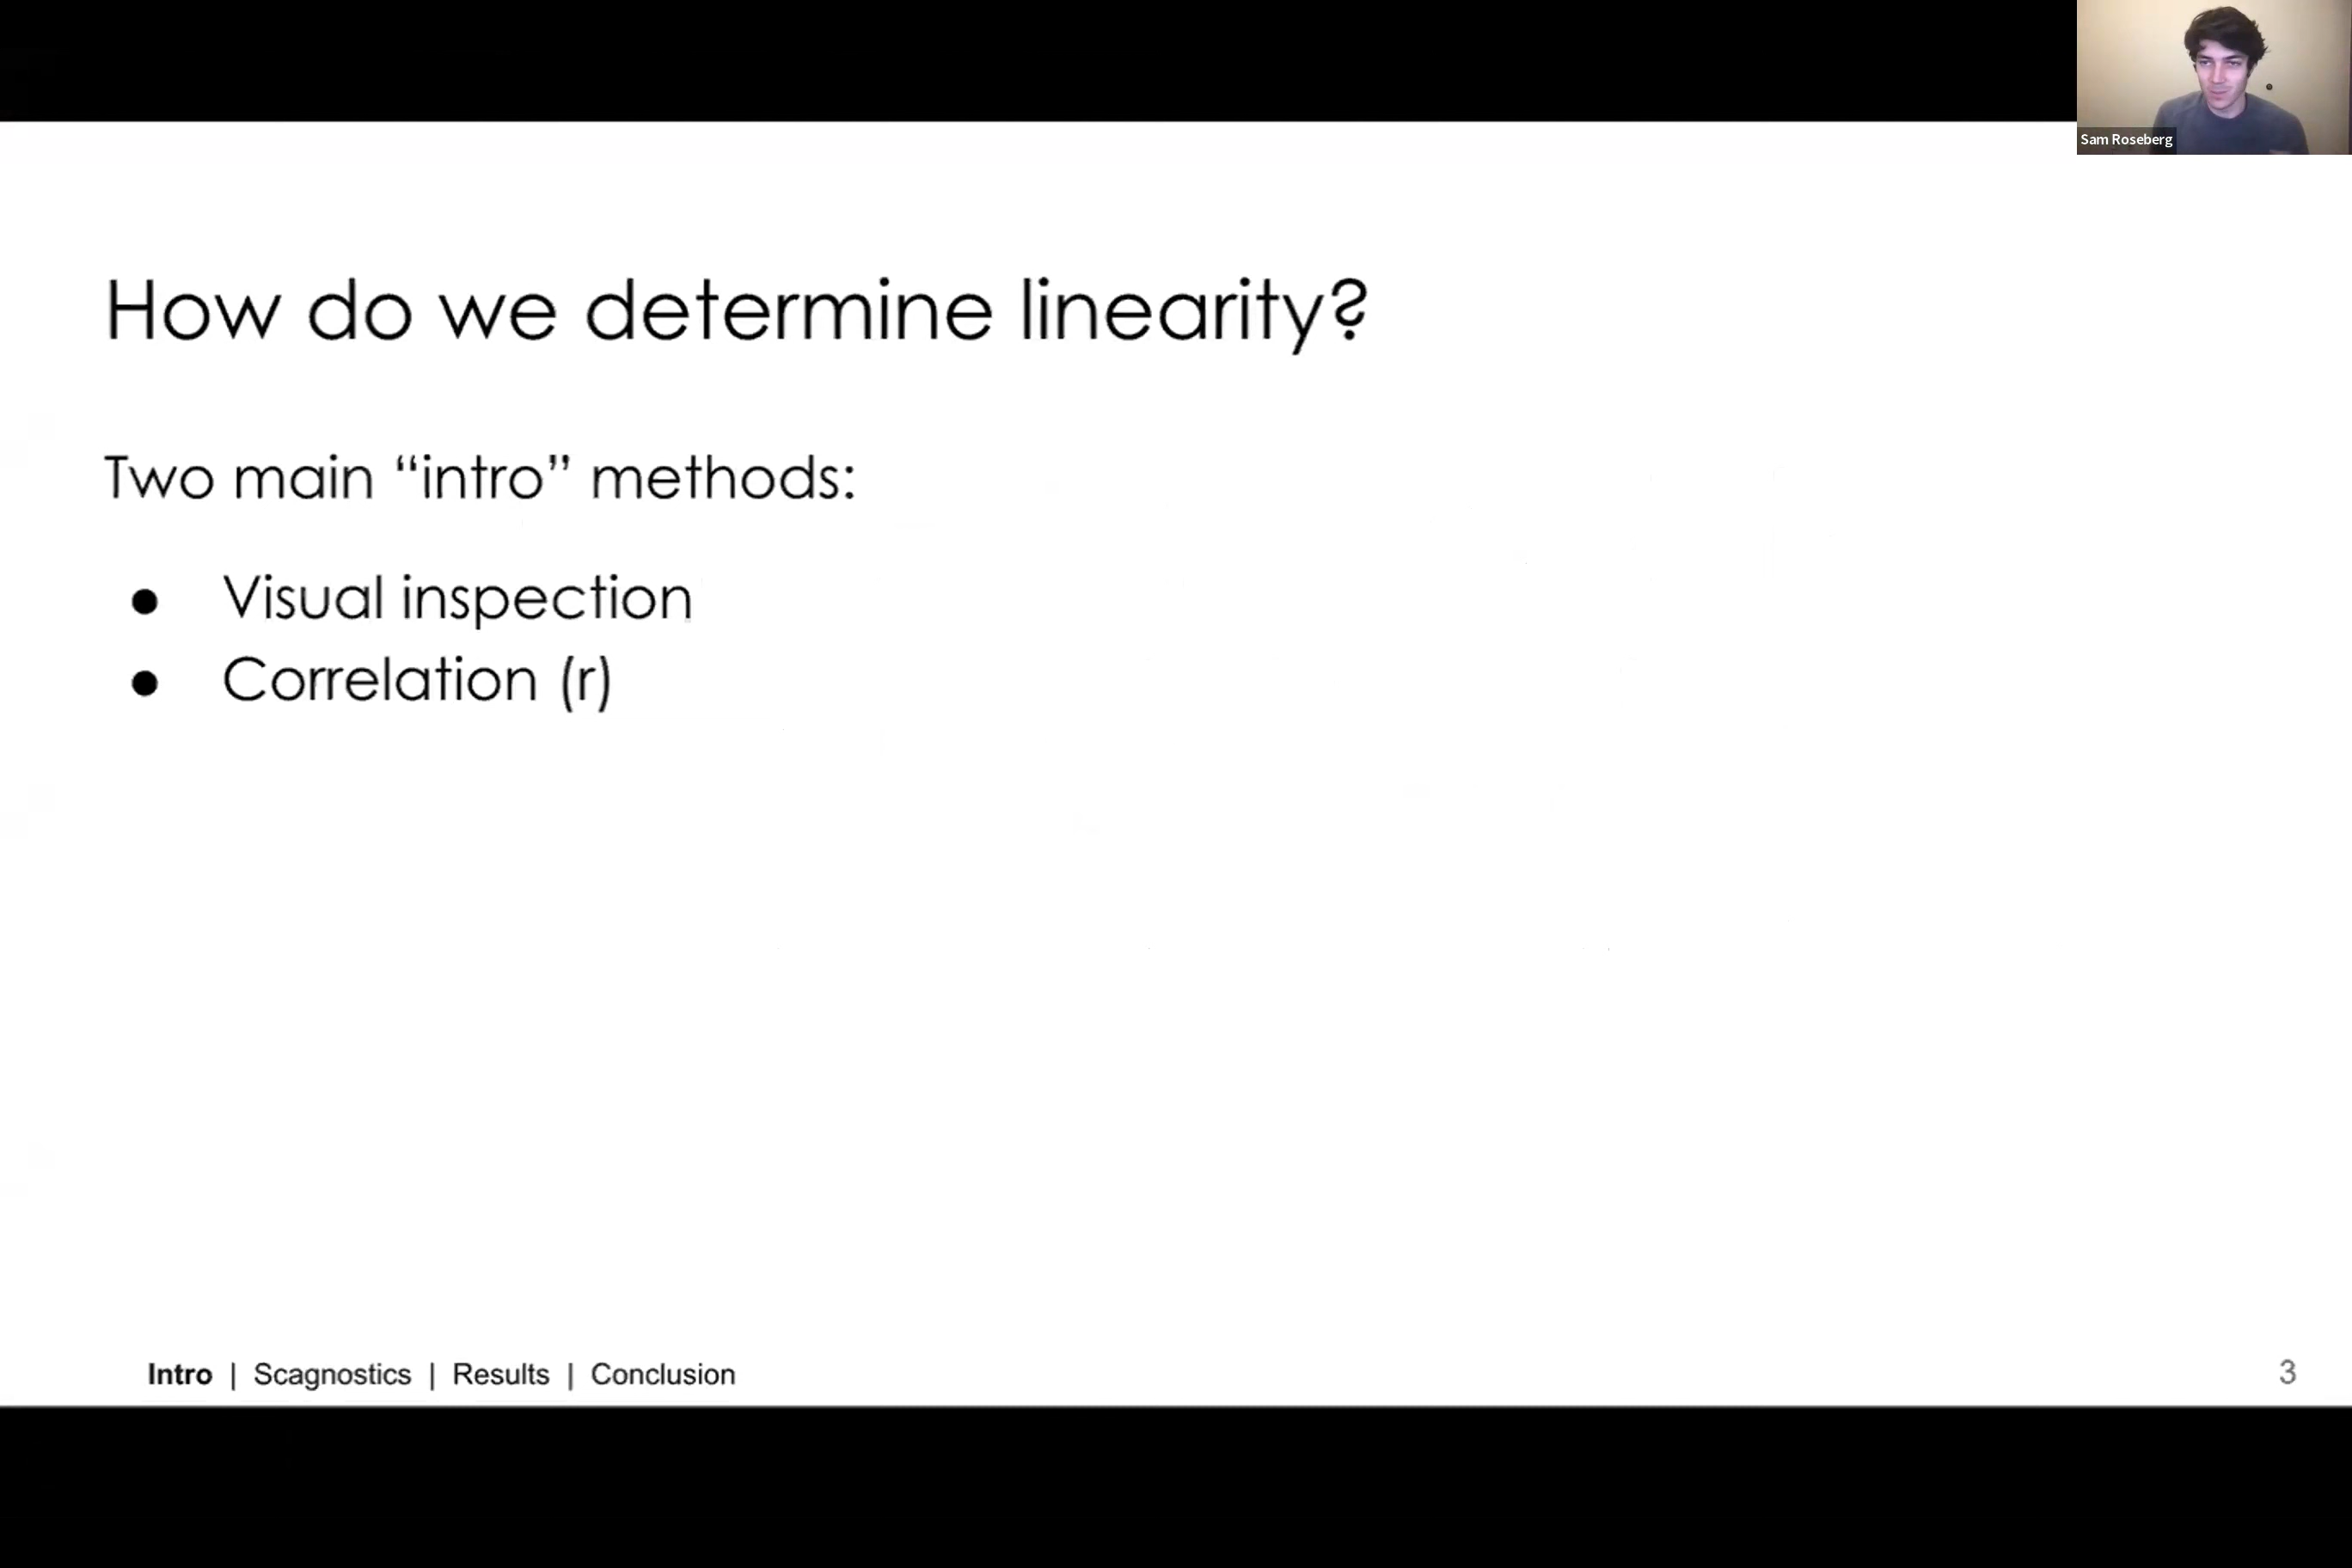 Sam Roseberg
How do we determine linearity?
Two main “intro” methods:
● Visual inspection
● Correlation (r)
Intro | Scagnostics | Results | Conclusion
3